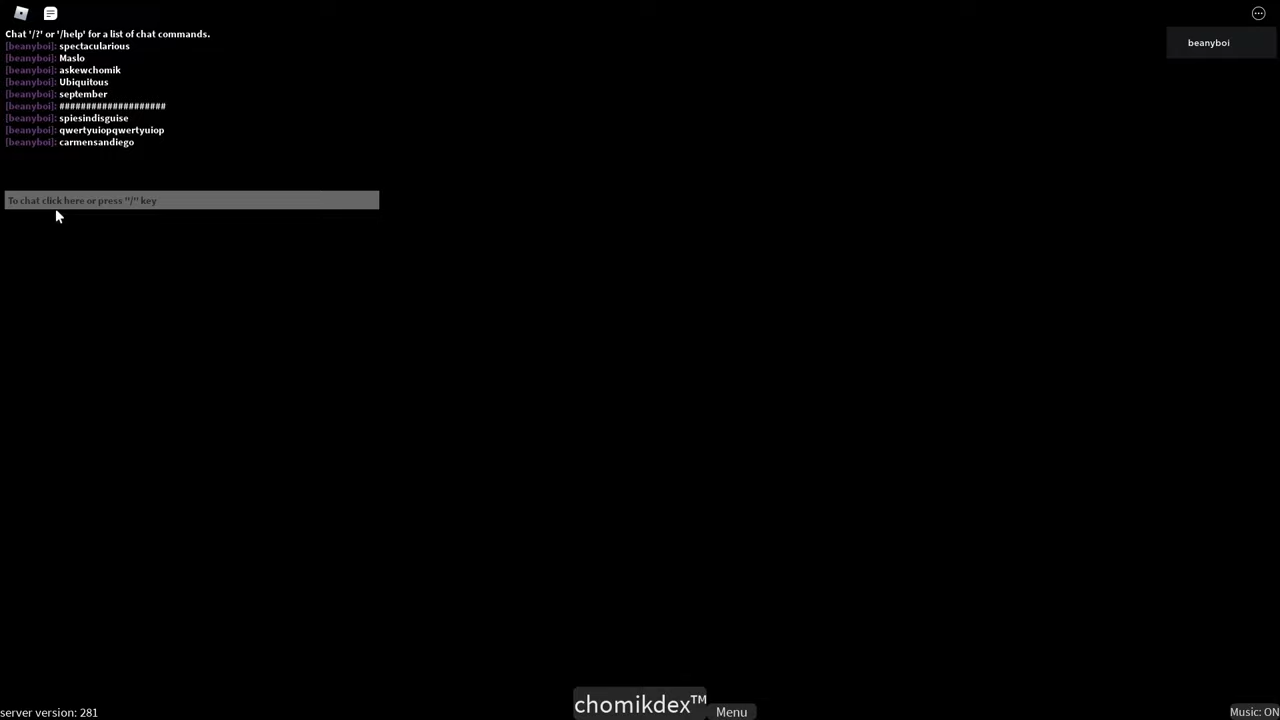 Chat '/?' or '/help' for a list of chat commands.
[beanyboi]: spectacularious
[beanyboi]: Maslo
[beanyboi]: askewchomik
[beanyboi]: Ubiquitous
[beanyboi]: september
[beanyboi]: ####################
[beanyboi]: spiesindisguise
[beanyboi]: qwertyuiopqwertyuiop
[beanyboi]: carmensandiego
beanyboi
To chat click here or press "/" key
chomikdex™
Menu
server version: 281
Music: ON